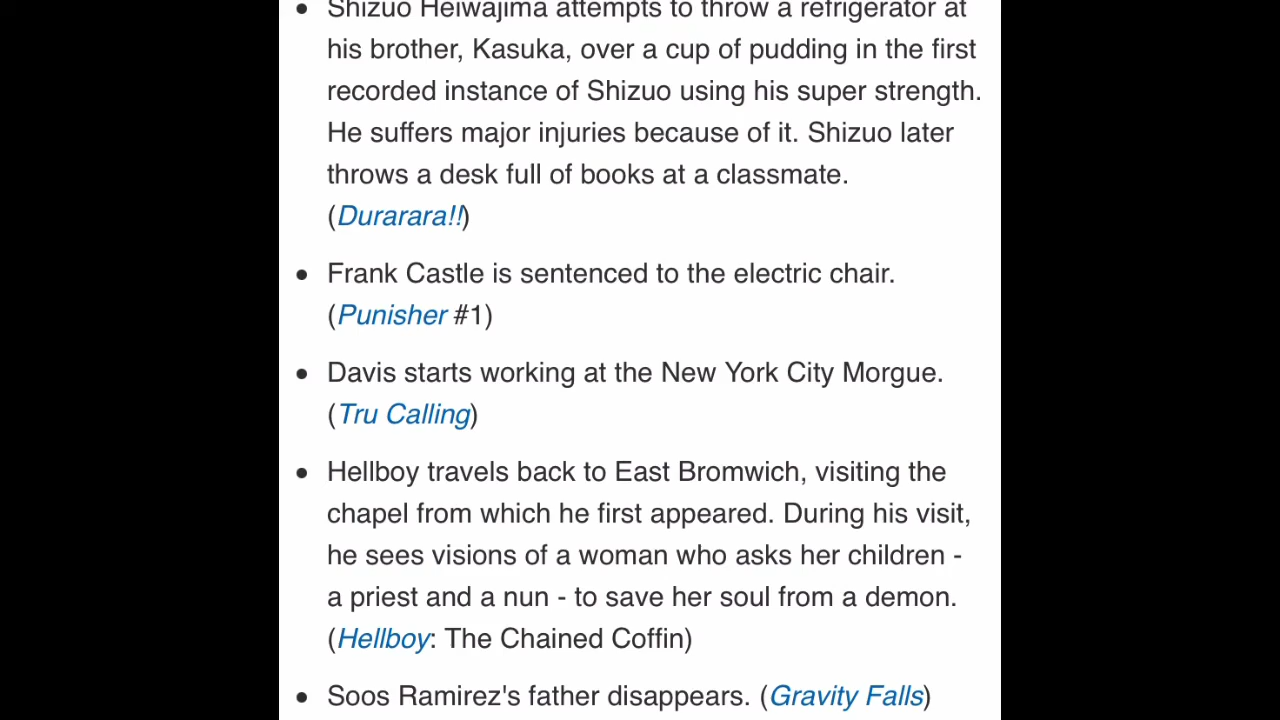 Shizuo Heiwajima attempts to throw a refrigerator at
his brother, Kasuka, over a cup of pudding in the first
recorded instance of Shizuo using his super strength.
He suffers major injuries because of it. Shizuo later
throws a desk full of books at a classmate.
(Durarara!!)
Frank Castle is sentenced to the electric chair.
(Punisher #1)
Davis starts working at the New York City Morgue.
(Tru Calling)
Hellboy travels back to East Bromwich, visiting the
chapel from which he first appeared. During his visit,
he sees visions of a woman who asks her children -
a priest and a nun - to save her soul from a demon.
(Hellboy: The Chained Coffin)
Soos Ramirez's father disappears. (Gravity Falls)